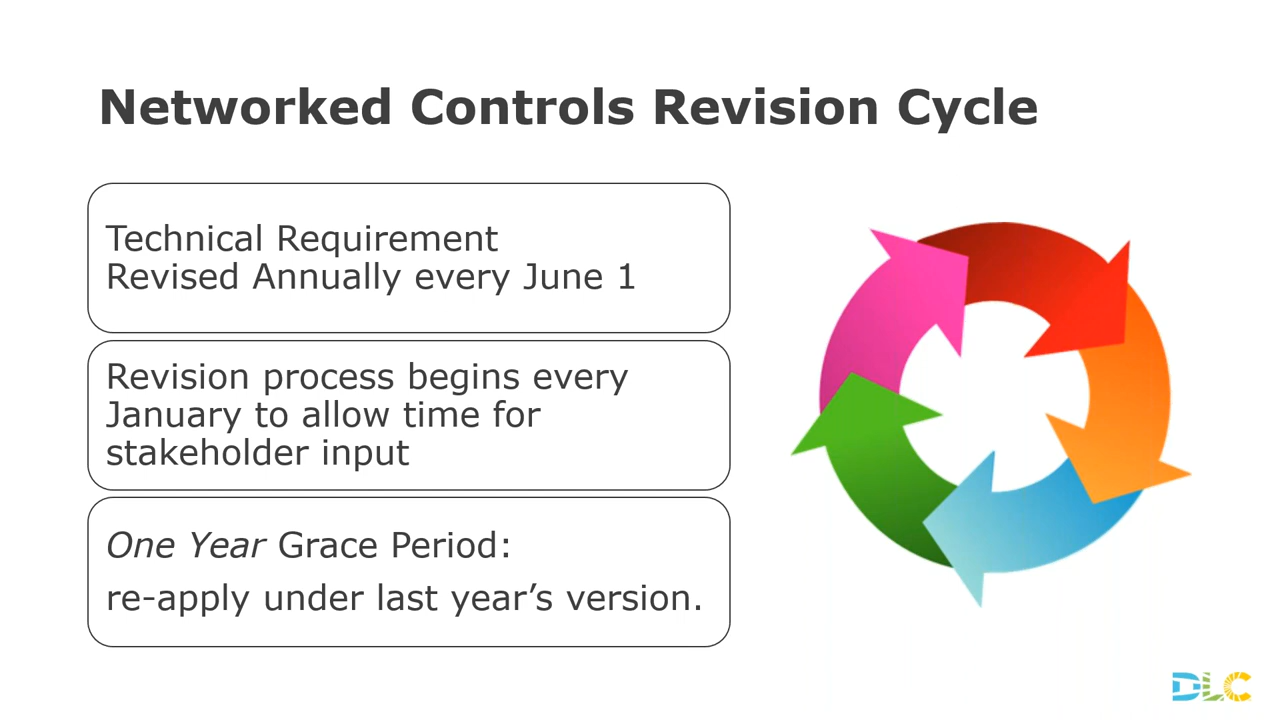 Networked Controls Revision Cycle
Technical Requirement
Revised Annually every June 1
Revision process begins every
January to allow time for
stakeholder input
One Year Grace Period:
re-apply under last year’s version.
DLC